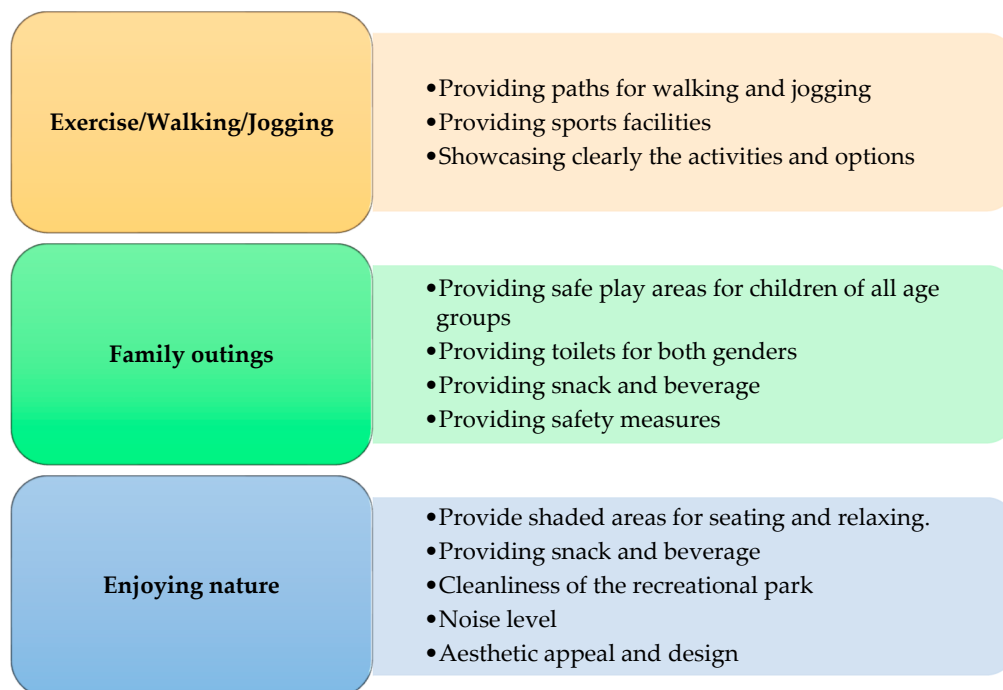 Exercise/Walking/Jogging
•Providing paths for walking and jogging
•Providing sports facilities
•Showcasing clearly the activities and options
Family outings
•Providing safe play areas for children of all age
groups
•Providing toilets for both genders
•Providing snack and beverage
•Providing safety measures
Enjoying nature
•Provide shaded areas for seating and relaxing.
•Providing snack and beverage
•Cleanliness of the recreational park
•Noise level
•Aesthetic appeal and design